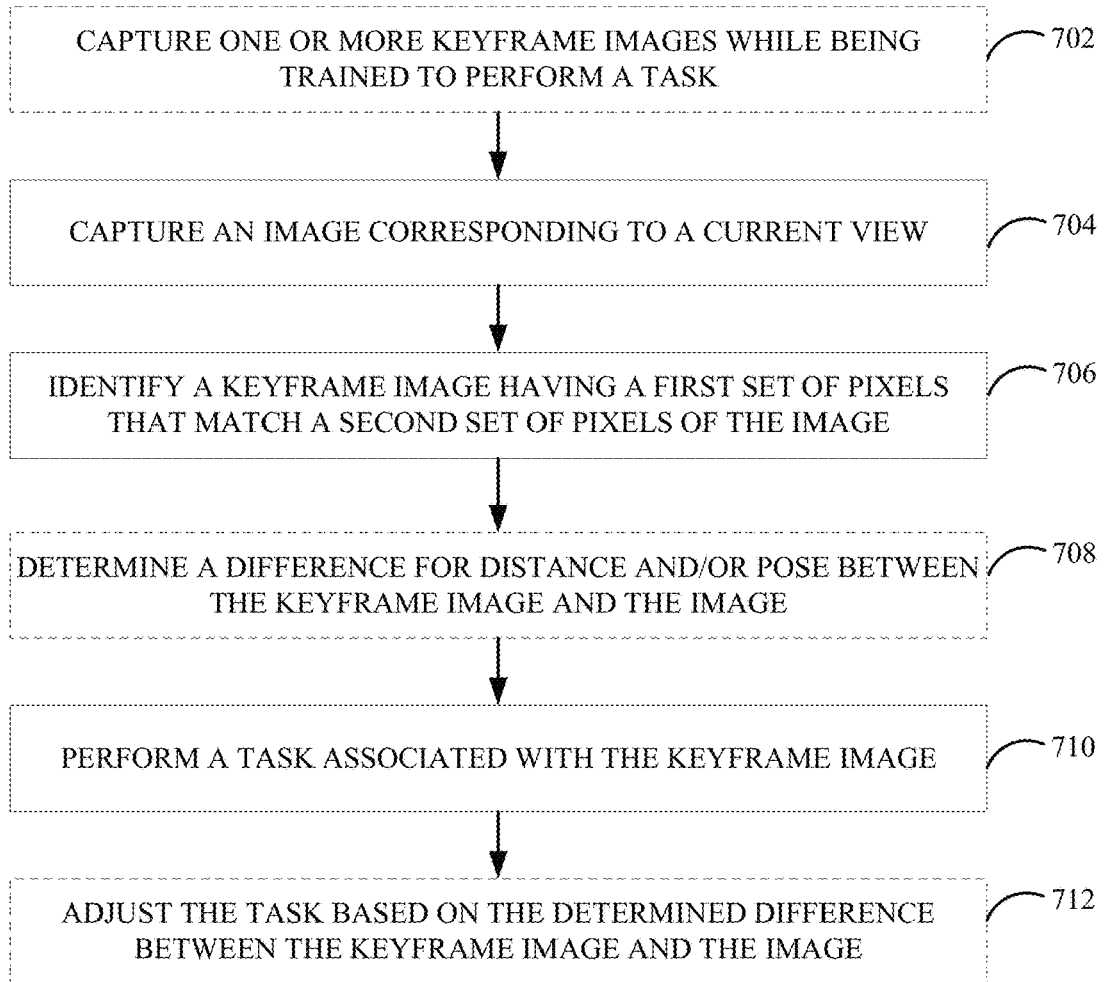 CAPTURE ONE OR MORE KEYFRAME IMAGES WHILE BEING
TRAINED TO PERFORM A TASK
702
CAPTURE AN IMAGE CORRESPONDING TO A CURRENT VIEW
704
IDENTIFY A KEYFRAME IMAGE HAVING A FIRST SET OF PIXELS
THAT MATCH A SECOND SET OF PIXELS OF THE IMAGE
706
DETERMINE A DIFFERENCE FOR DISTANCE AND/OR POSE BETWEEN
THE KEYFRAME IMAGE AND THE IMAGE
708
PERFORM A TASK ASSOCIATED WITH THE KEYFRAME IMAGE
710
ADJUST THE TASK BASED ON THE DETERMINED DIFFERENCE
BETWEEN THE KEYFRAME IMAGE AND THE IMAGE
712